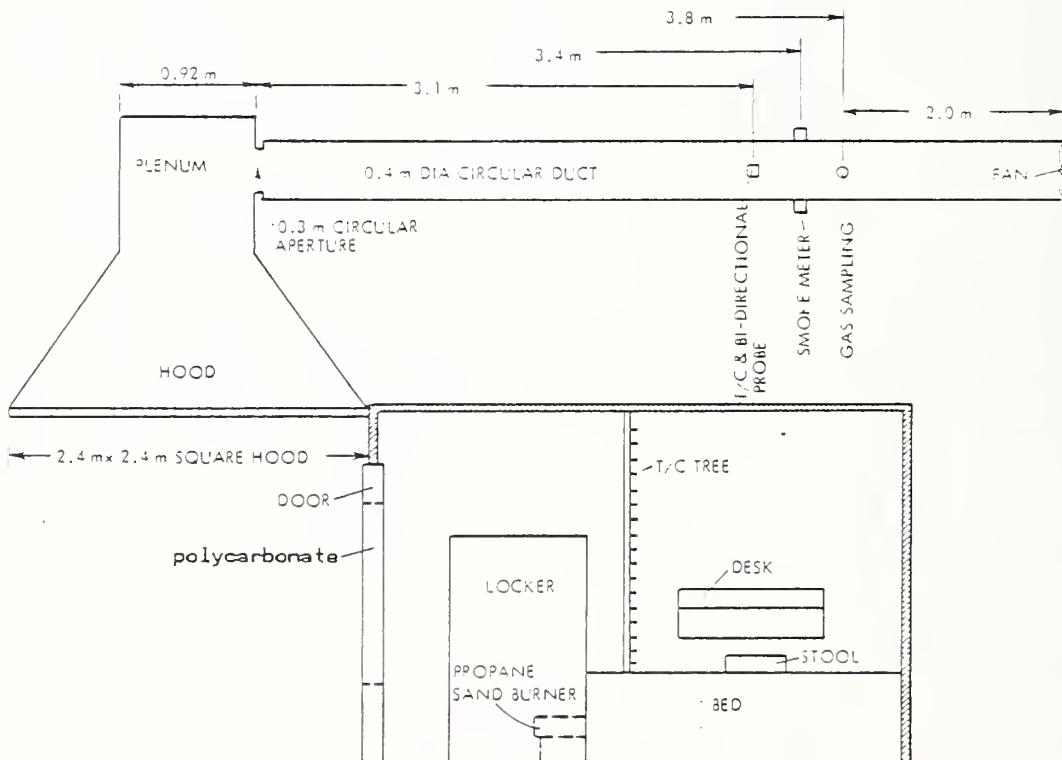 3.8 m
3.4 m
0.92 m
3.1 m
2.0 m
PLENUM
0.4 m DIA CIRCULAR DUCT
FAN
0.3 m CIRCULAR
APERTURE
T/C & BI-DIRECTIONAL
PROBE
SMOKE METER
GAS SAMPLING
HOOD
2.4 m x 2.4 m SQUARE HOOD
T/C TREE
DOOR
polycarbonate
LOCKER
DESK
STOOL
PROPANE
SAND BURNER
BED